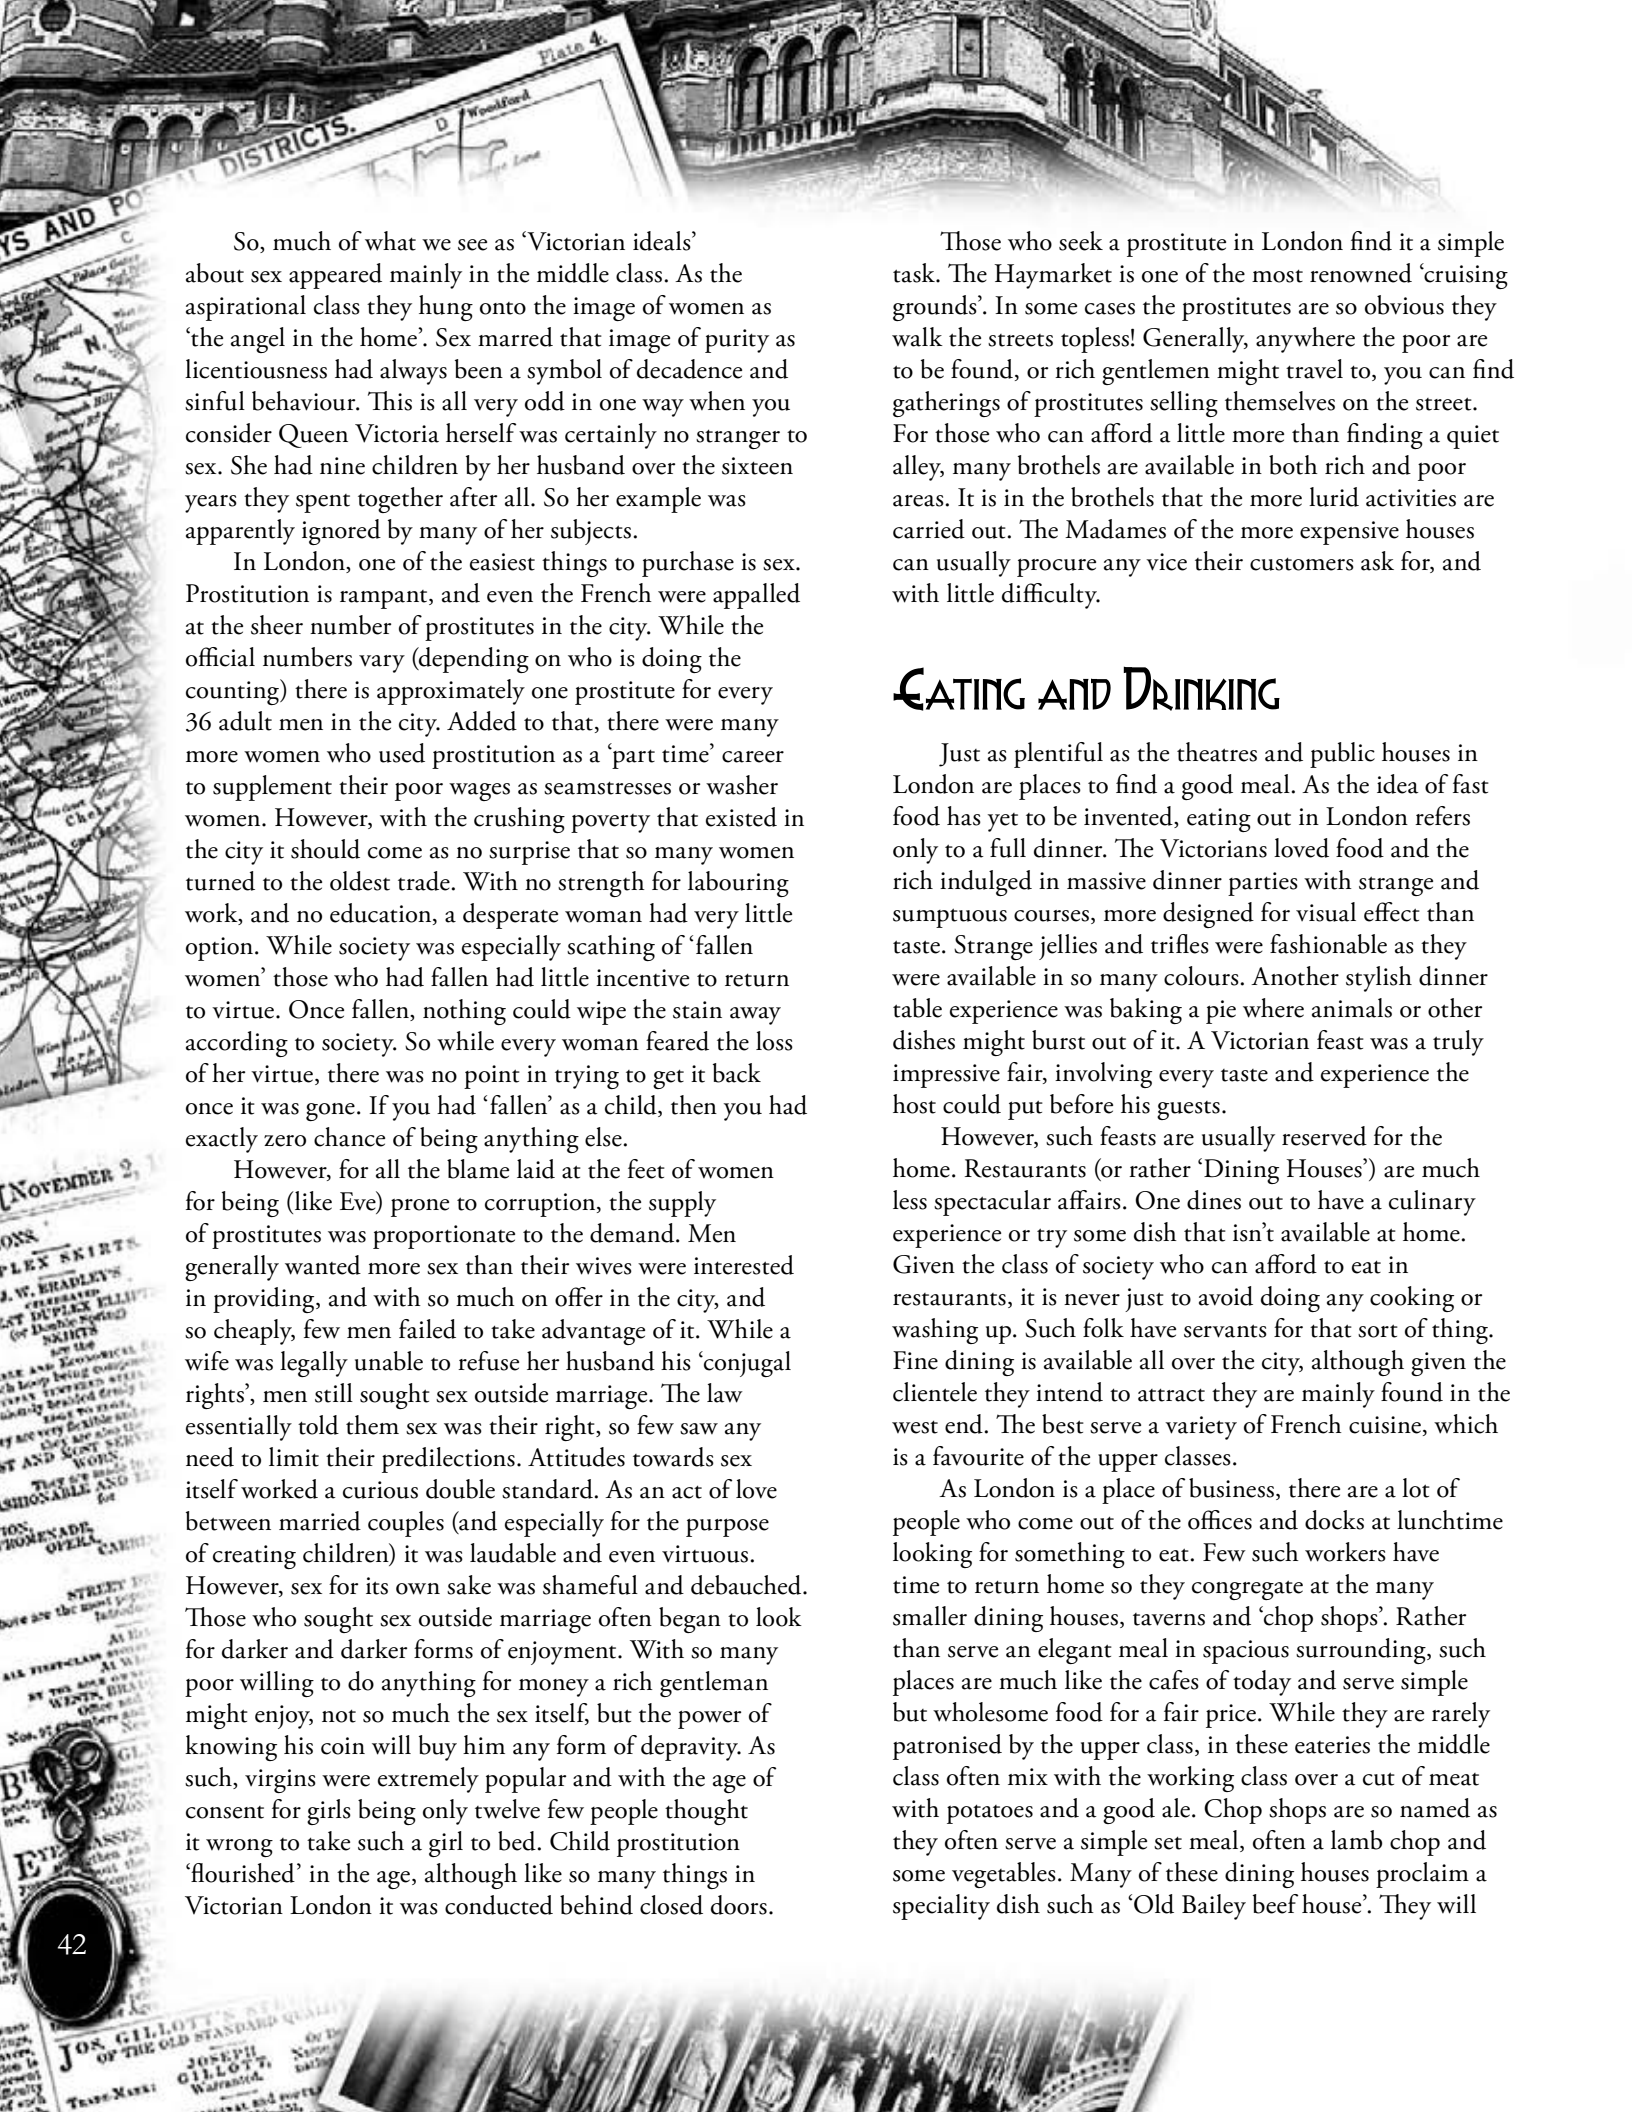 Plate 4.
D
Woodford
DISTRICTS.
YS AND PO
C
N.
So, much of what we see as ‘Victorian ideals’
about sex appeared mainly in the middle class. As the
aspirational class they hung onto the image of women as
‘the angel in the home’. Sex marred that image of purity as
licentiousness had always been a symbol of decadence and
sinful behaviour. This is all very odd in one way when you
consider Queen Victoria herself was certainly no stranger to
sex. She had nine children by her husband over the sixteen
years they spent together after all. So her example was
apparently ignored by many of her subjects.
In London, one of the easiest things to purchase is sex.
Prostitution is rampant, and even the French were appalled
at the sheer number of prostitutes in the city. While the
official numbers vary (depending on who is doing the
counting) there is approximately one prostitute for every
36 adult men in the city. Added to that, there were many
more women who used prostitution as a ‘part time’ career
to supplement their poor wages as seamstresses or washer
women. However, with the crushing poverty that existed in
the city it should come as no surprise that so many women
turned to the oldest trade. With no strength for labouring
work, and no education, a desperate woman had very little
option. While society was especially scathing of ‘fallen
women’ those who had fallen had little incentive to return
to virtue. Once fallen, nothing could wipe the stain away
according to society. So while every woman feared the loss
of her virtue, there was no point in trying to get it back
once it was gone. If you had ‘fallen’ as a child, then you had
exactly zero chance of being anything else.
However, for all the blame laid at the feet of women
for being (like Eve) prone to corruption, the supply
of prostitutes was proportionate to the demand. Men
generally wanted more sex than their wives were interested
in providing, and with so much on offer in the city, and
so cheaply, few men failed to take advantage of it. While a
wife was legally unable to refuse her husband his ‘conjugal
rights’, men still sought sex outside marriage. The law
essentially told them sex was their right, so few saw any
need to limit their predilections. Attitudes towards sex
itself worked a curious double standard. As an act of love
between married couples (and especially for the purpose
of creating children) it was laudable and even virtuous.
However, sex for its own sake was shameful and debauched.
Those who sought sex outside marriage often began to look
for darker and darker forms of enjoyment. With so many
poor willing to do anything for money a rich gentleman
might enjoy, not so much the sex itself, but the power of
knowing his coin will buy him any form of depravity. As
such, virgins were extremely popular and with the age of
consent for girls being only twelve few people thought
it wrong to take such a girl to bed. Child prostitution
‘flourished’ in the age, although like so many things in
Victorian London it was conducted behind closed doors.
Those who seek a prostitute in London find it a simple
task. The Haymarket is one of the most renowned ‘cruising
grounds’. In some cases the prostitutes are so obvious they
walk the streets topless! Generally, anywhere the poor are
to be found, or rich gentlemen might travel to, you can find
gatherings of prostitutes selling themselves on the street.
For those who can afford a little more than finding a quiet
alley, many brothels are available in both rich and poor
areas. It is in the brothels that the more lurid activities are
carried out. The Madames of the more expensive houses
can usually procure any vice their customers ask for, and
with little difficulty.
Eating and Drinking
Just as plentiful as the theatres and public houses in
London are places to find a good meal. As the idea of fast
food has yet to be invented, eating out in London refers
only to a full dinner. The Victorians loved food and the
rich indulged in massive dinner parties with strange and
sumptuous courses, more designed for visual effect than
taste. Strange jellies and trifles were fashionable as they
were available in so many colours. Another stylish dinner
table experience was baking a pie where animals or other
dishes might burst out of it. A Victorian feast was a truly
impressive fair, involving every taste and experience the
host could put before his guests.
However, such feasts are usually reserved for the
home. Restaurants (or rather ‘Dining Houses’) are much
less spectacular affairs. One dines out to have a culinary
experience or try some dish that isn’t available at home.
Given the class of society who can afford to eat in
restaurants, it is never just to avoid doing any cooking or
washing up. Such folk have servants for that sort of thing.
Fine dining is available all over the city, although given the
clientele they intend to attract they are mainly found in the
west end. The best serve a variety of French cuisine, which
is a favourite of the upper classes.
As London is a place of business, there are a lot of
people who come out of the offices and docks at lunchtime
looking for something to eat. Few such workers have
time to return home so they congregate at the many
smaller dining houses, taverns and ‘chop shops’. Rather
than serve an elegant meal in spacious surrounding, such
places are much like the cafes of today and serve simple
but wholesome food for a fair price. While they are rarely
patronised by the upper class, in these eateries the middle
class often mix with the working class over a cut of meat
with potatoes and a good ale. Chop shops are so named as
they often serve a simple set meal, often a lamb chop and
some vegetables. Many of these dining houses proclaim a
speciality dish such as ‘Old Bailey beef house’. They will
[NOVEMBER 2,
PLEX SKIRTS.
J. W. BRADLEY'S
(or Double Spring)
SKIRTS
are the
WORN.
FASHIONABLE AND
for
PROMENADE,
OPERA,
STREET
42
JOS. GILLOTT'S
OF THE OLD STANDARD QUALITY
JOSEPH
TRADE MARK:
GILLOTT,
Warranted.